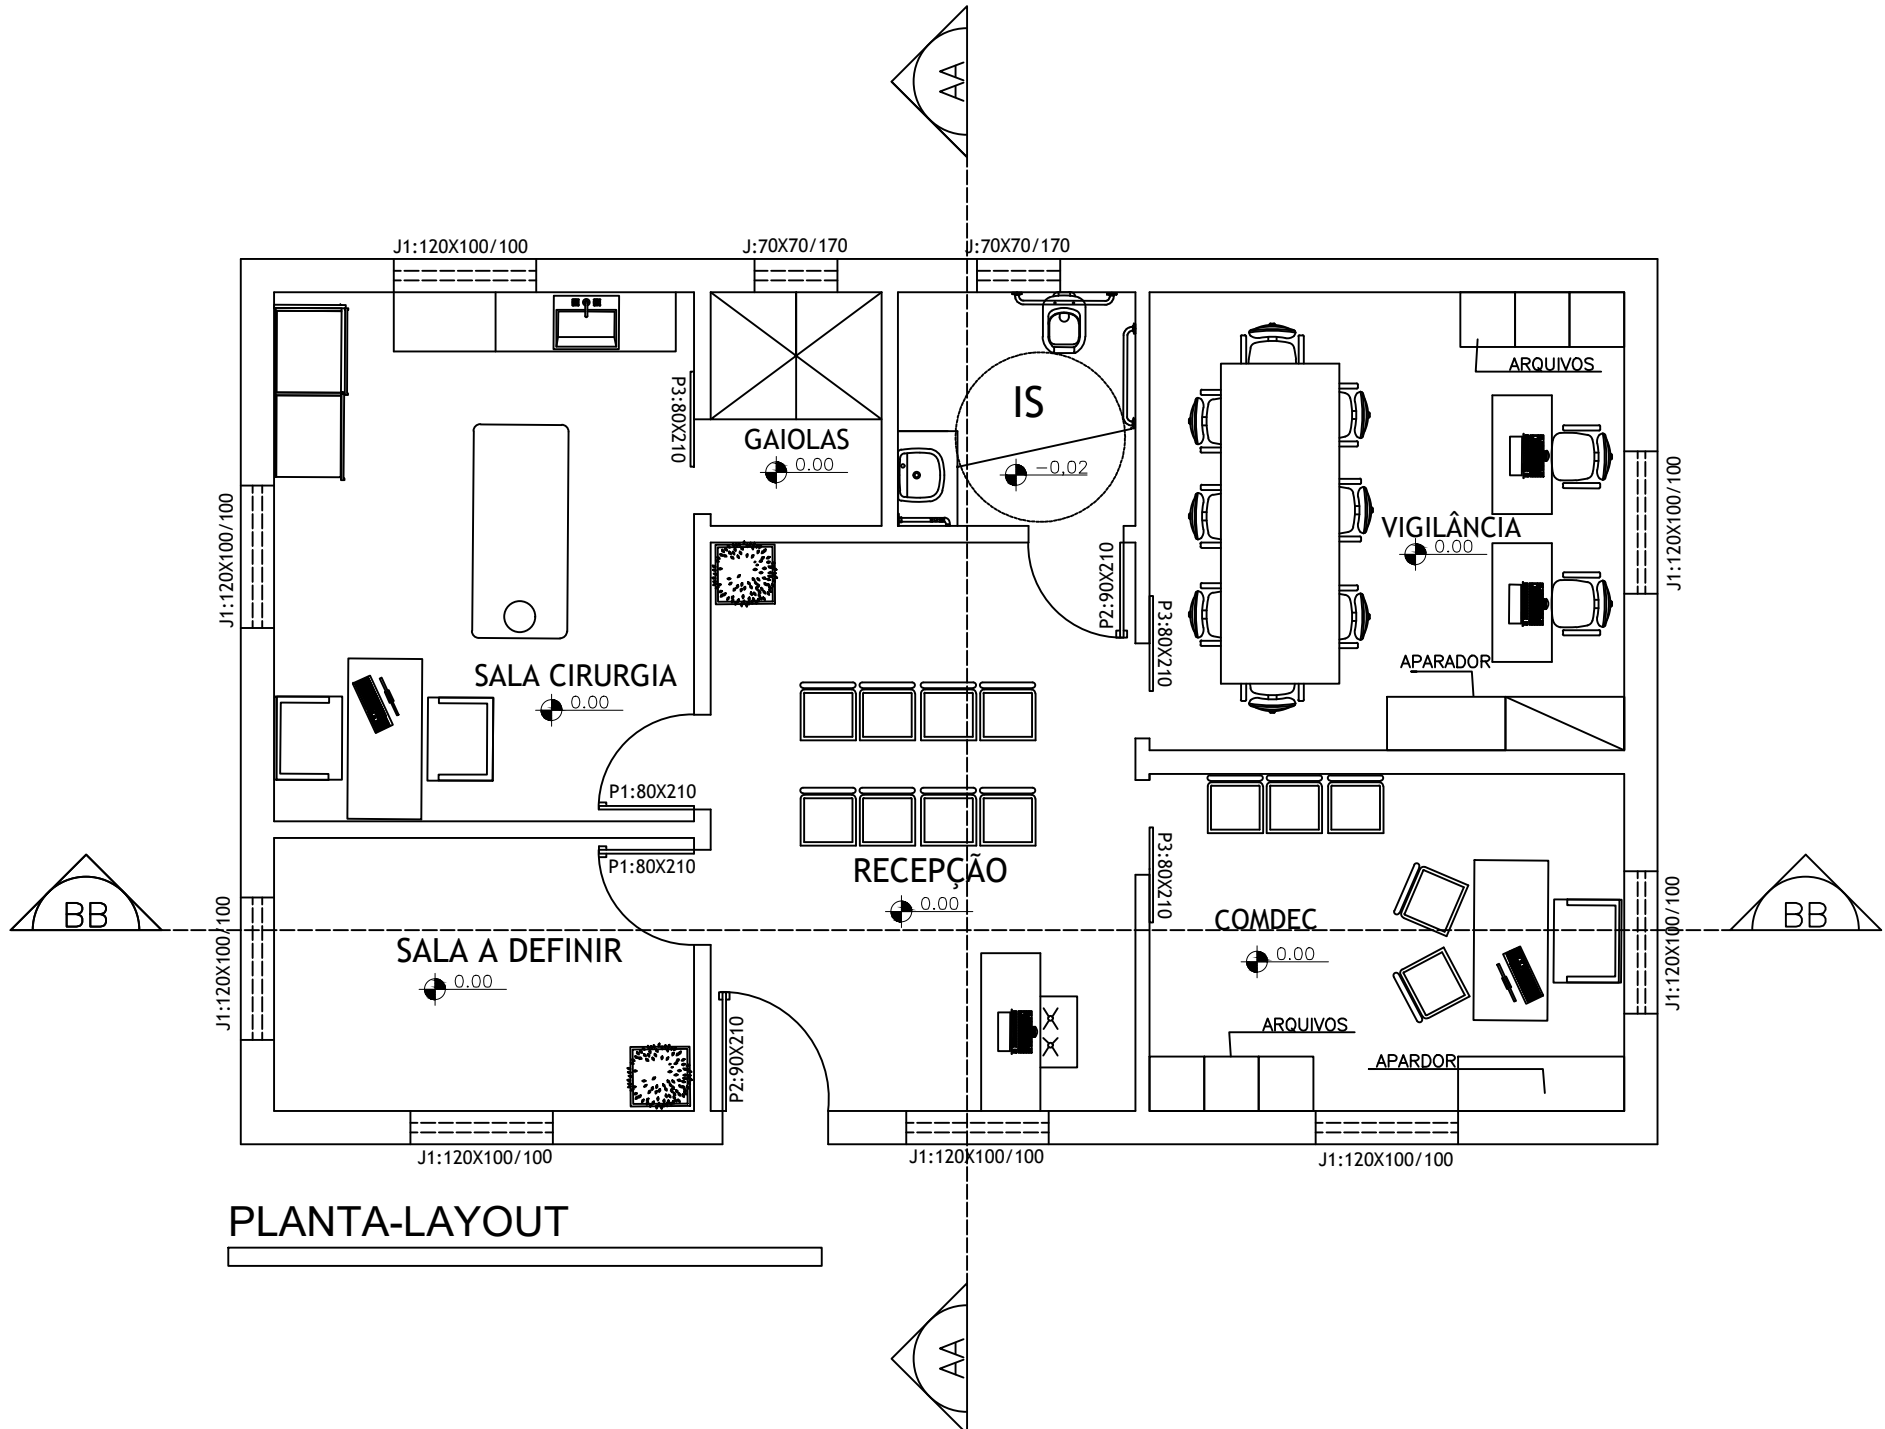 AA
J1:120X100/100
J:70X70/170
J:70X70/170
ARQUIVOS
P3:80X210
IS
GAIOLAS
0.00
-0,02
J1:120X100/100
J1:120X100/100
VIGILÂNCIA
0.00
P2:90X210
P3:80X210
APARADOR
SALA CIRURGIA
0.00
P1:80X210
P1:80X210
RECEPÇÃO
0.00
P3:80X210
COMDEC
0.00
BB
BB
J1:120X100/100
J1:120X100/100
SALA A DEFINIR
0.00
P2:90X210
ARQUIVOS
APARDOR
J1:120X100/100
J1:120X100/100
J1:120X100/100
PLANTA-LAYOUT
AA